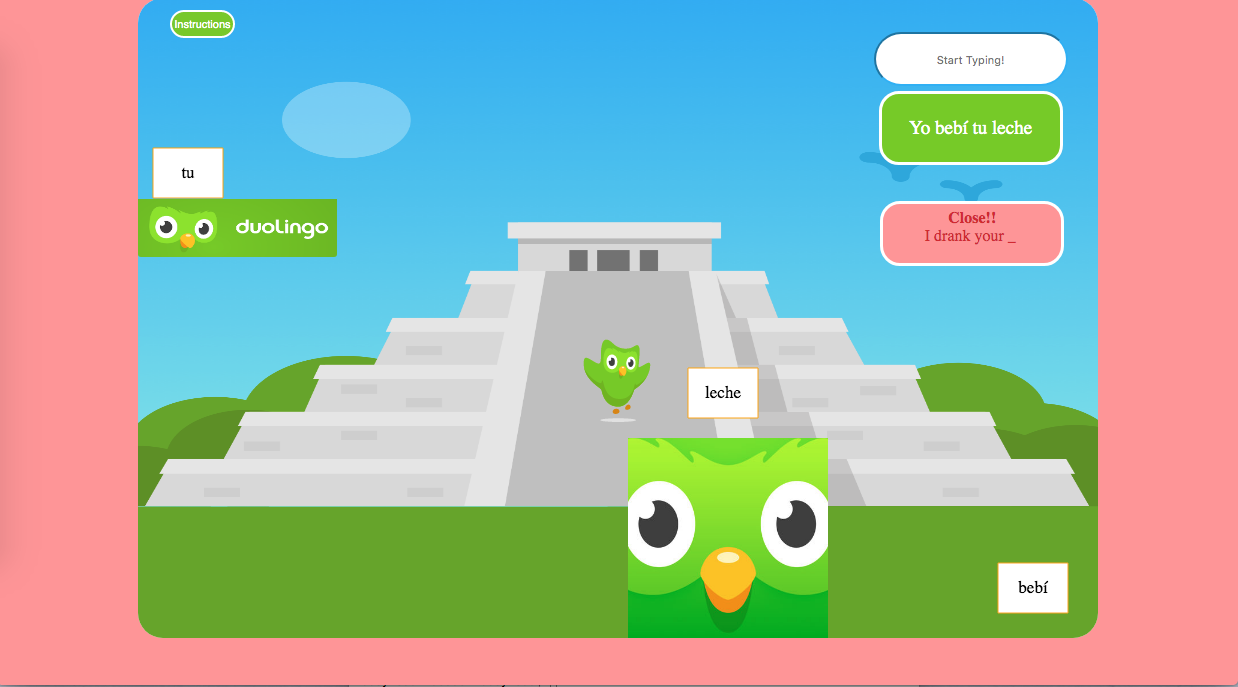 Instructions
Start Typing!
Yo bebí tu leche
tu
duolingo
Close!!
I drank your _
leche
bebí